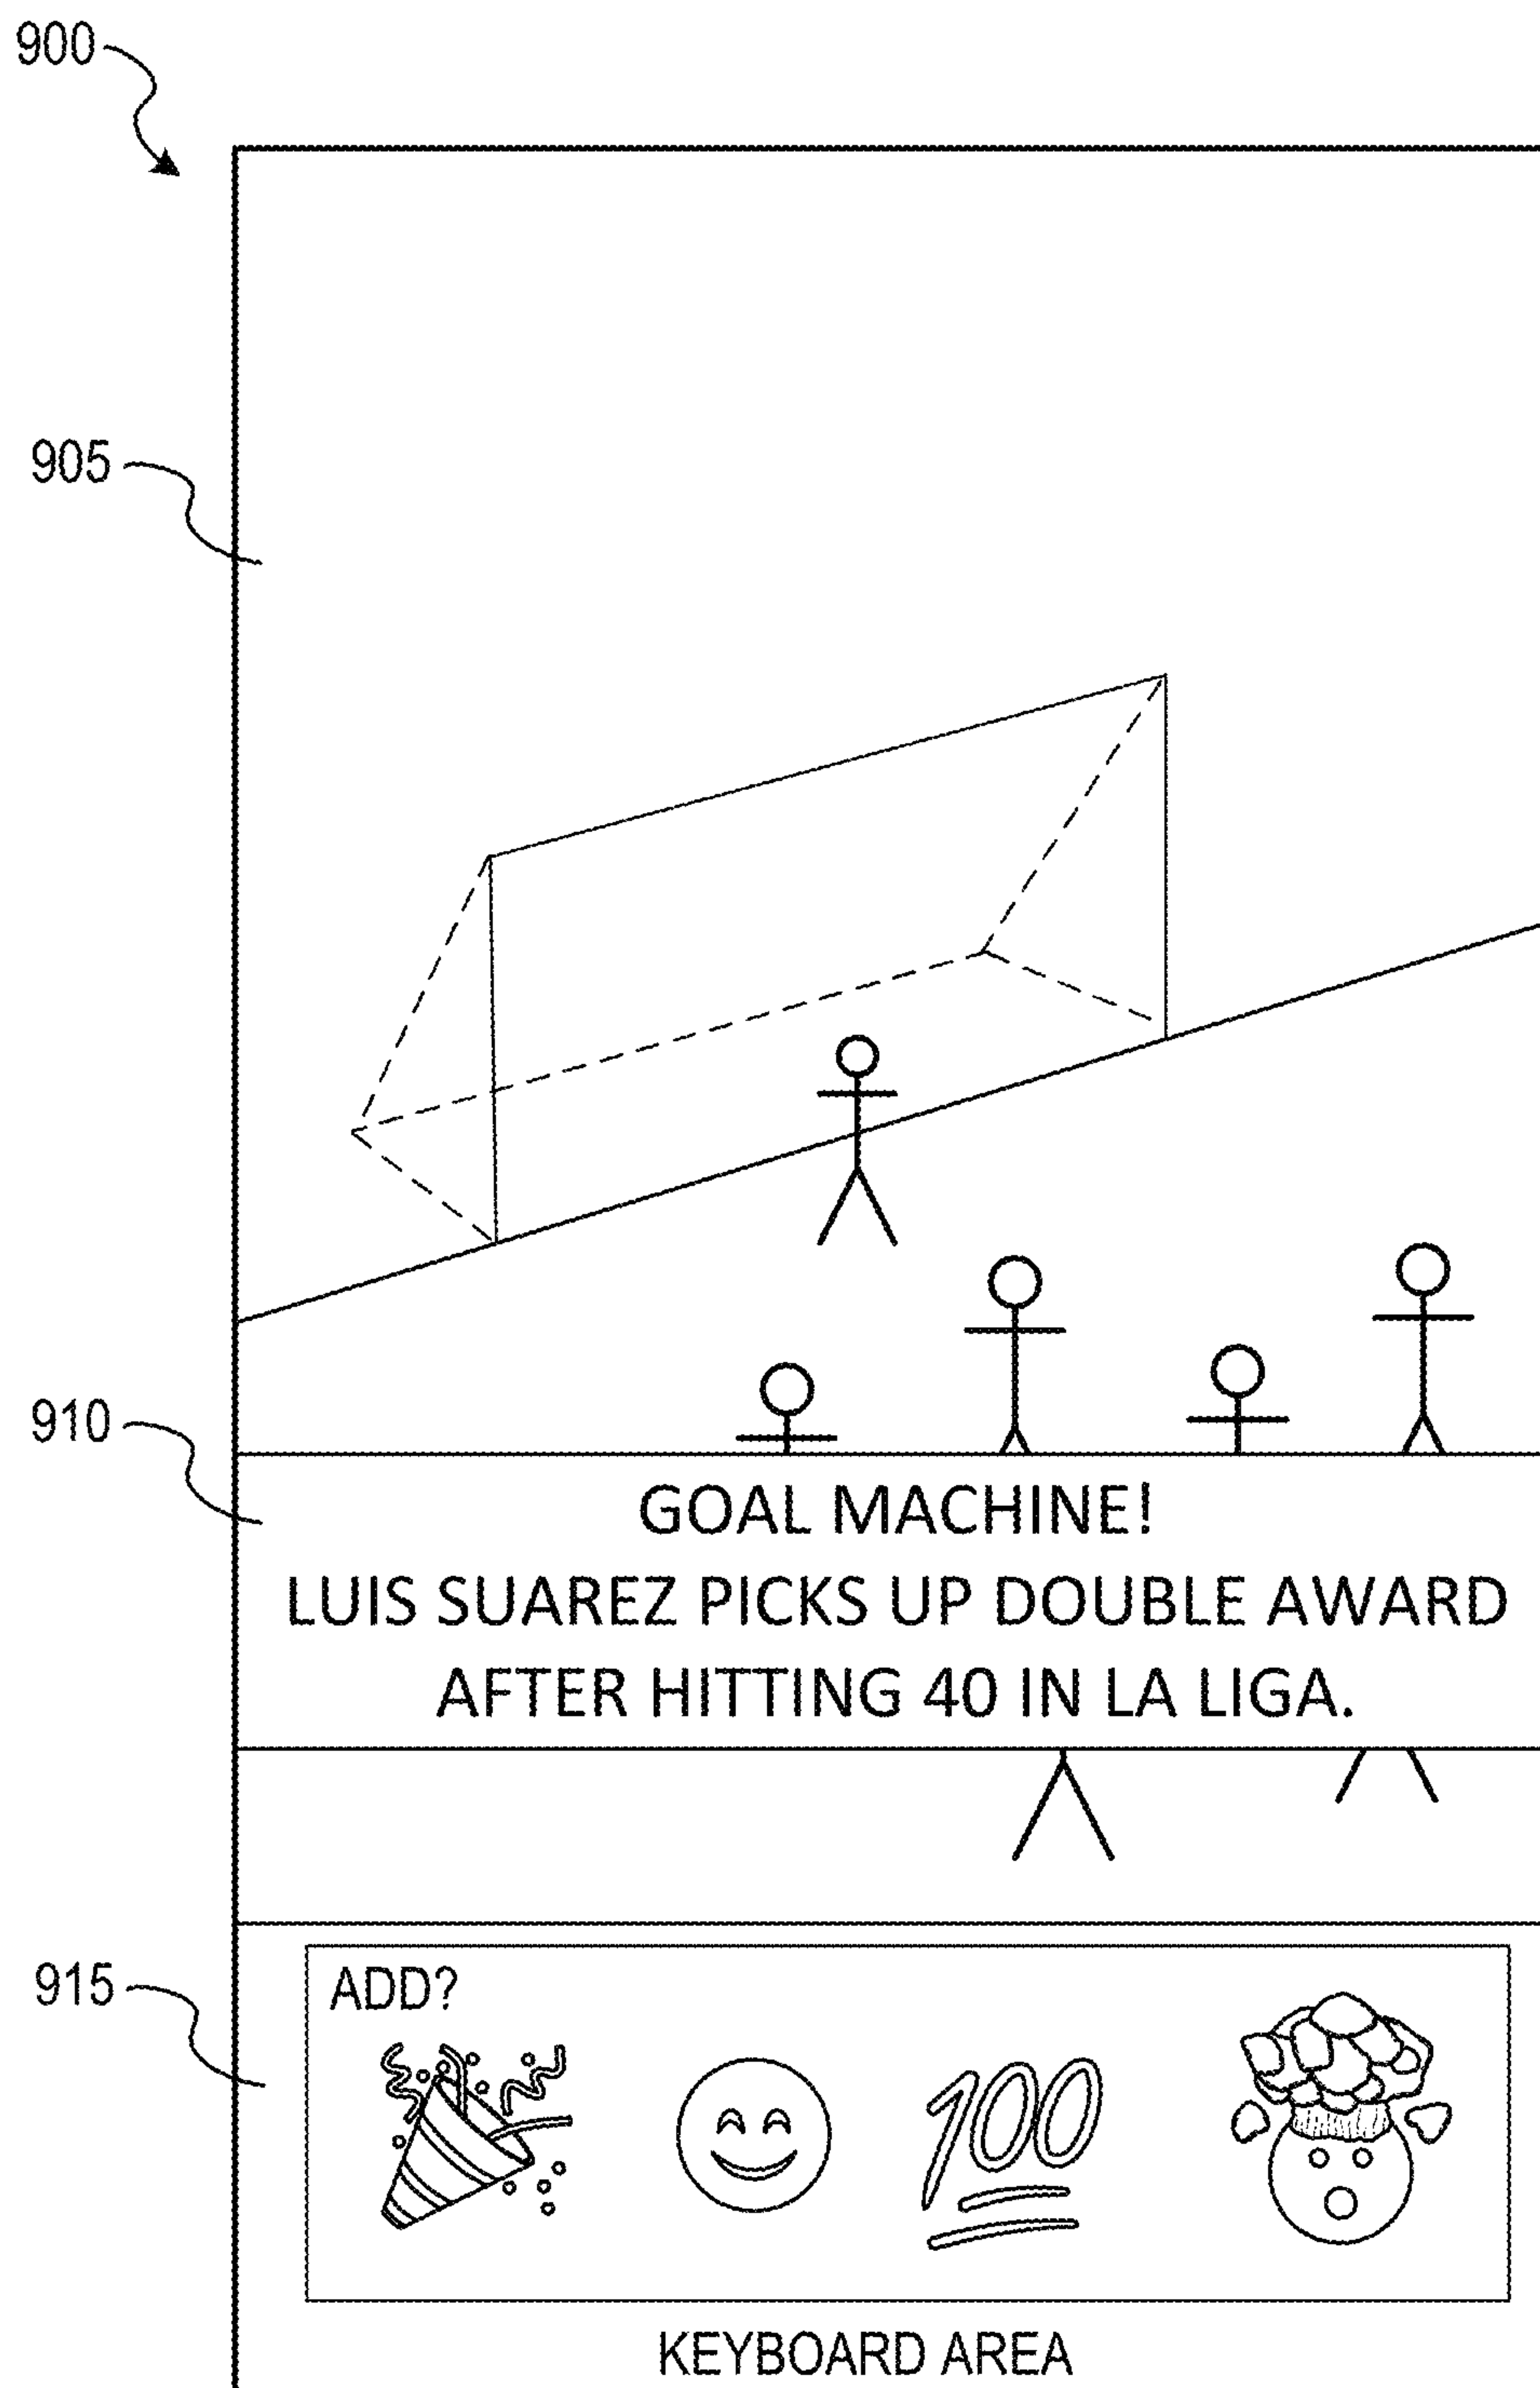 900
905
910
GOAL MACHINE!
LUIS SUAREZ PICKS UP DOUBLE AWARD
AFTER HITTING 40 IN LA LIGA.
915
ADD?
100
KEYBOARD AREA